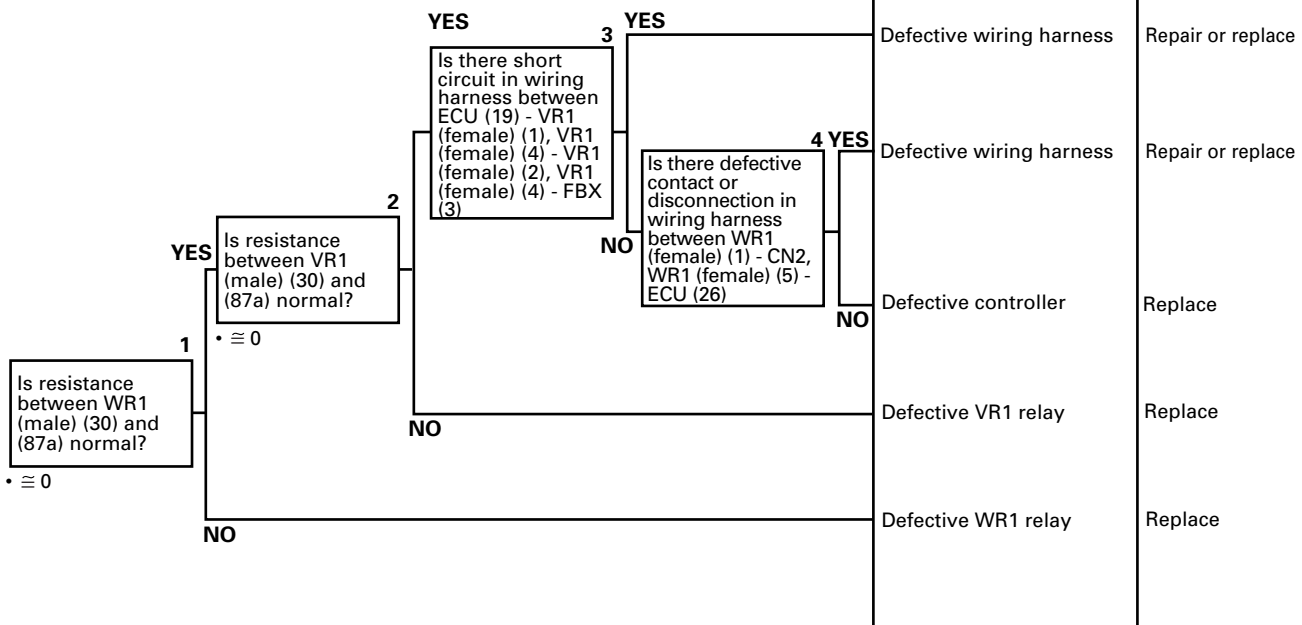 YES
3
YES
Defective wiring harness
Repair or replace
Is there short
circuit in wiring
harness between
ECU (19) - VR1
(female) (1), VR1
(female) (4) - VR1
(female) (2), VR1
(female) (4) - FBX
(3)
4 YES
Defective wiring harness
Repair or replace
Is there defective
contact or
disconnection in
wiring harness
between WR1
(female) (1) - CN2,
WR1 (female) (5) -
ECU (26)
NO
2
YES
Is resistance
between VR1
(male) (30) and
(87a) normal?
• ≅ 0
NO
Defective controller
Replace
1
Is resistance
between WR1
(male) (30) and
(87a) normal?
• ≅ 0
NO
Defective VR1 relay
Replace
NO
Defective WR1 relay
Replace